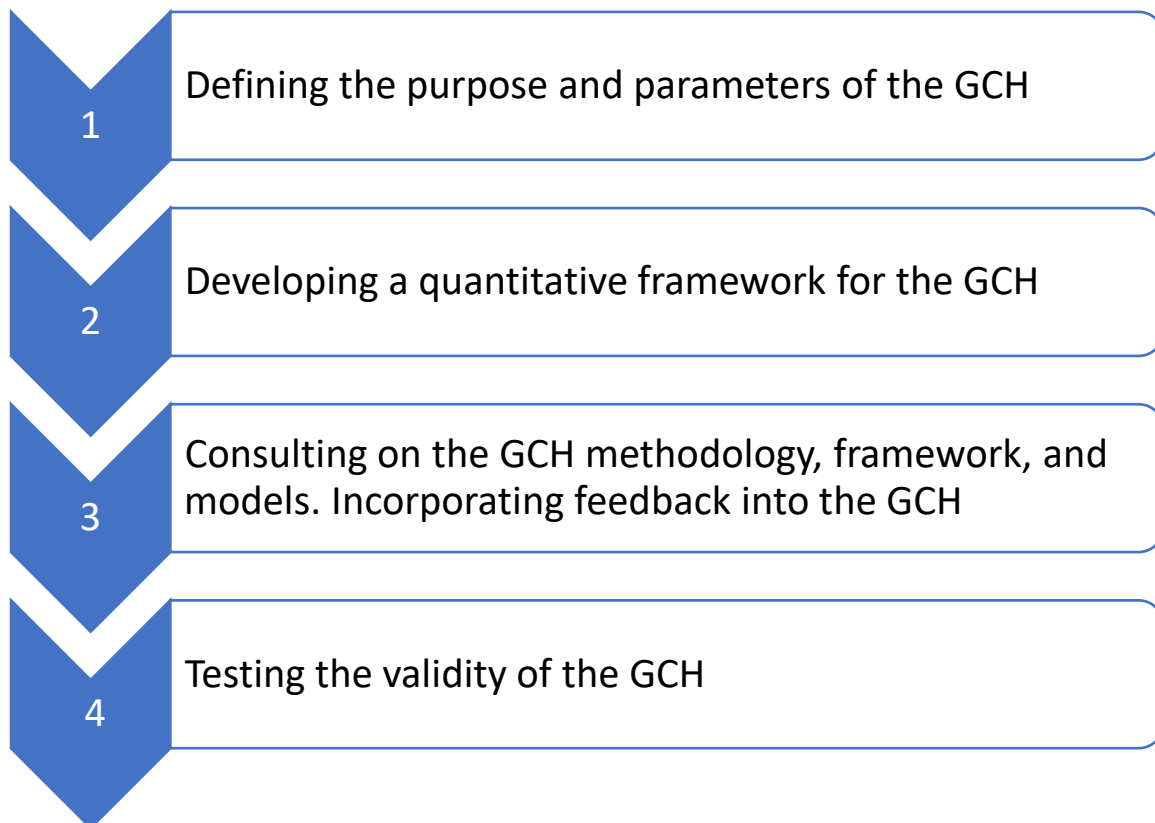 1
Defining the purpose and parameters of the GCH
2
Developing a quantitative framework for the GCH
3
Consulting on the GCH methodology, framework, and
models. Incorporating feedback into the GCH
4
Testing the validity of the GCH